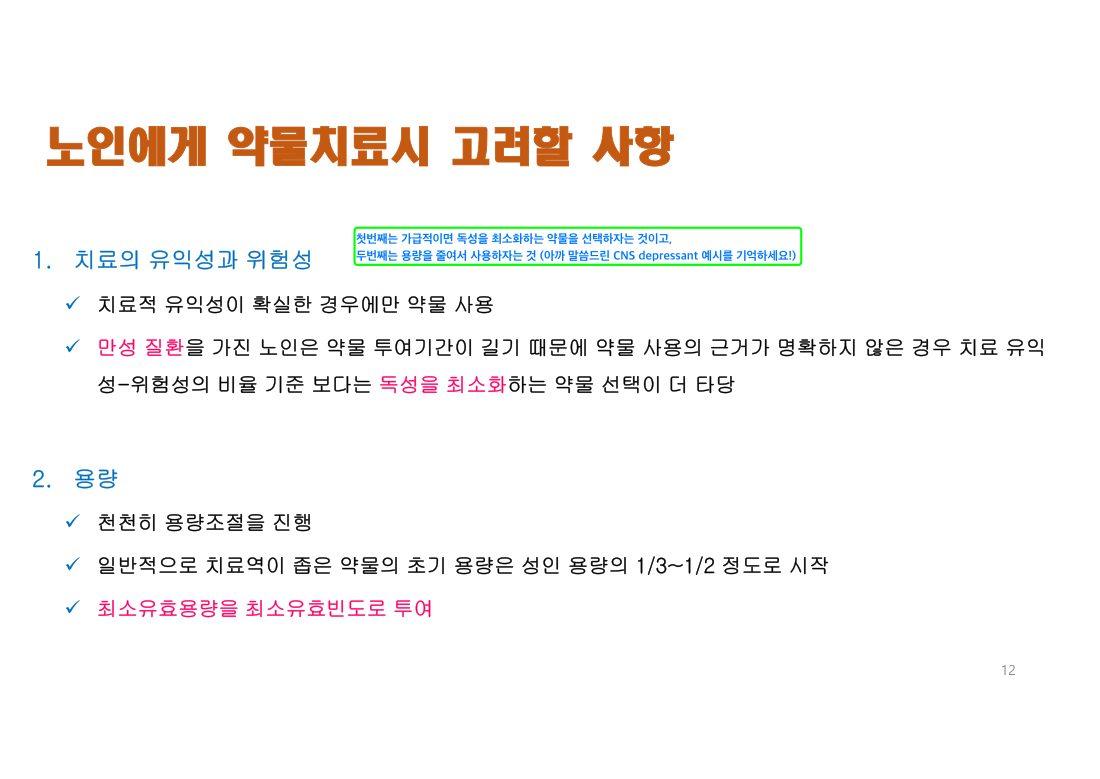 노인에게 약물치료시 고려할 사항
첫번째는 가급적이면 독성을 최소화하는 약물을 선택하자는 것이고,
두번째는 용량을 줄여서 사용하자는 것 (아까 말씀드린 CNS depressant 예시를 기억하세요!)
1. 치료의 유익성과 위험성
✓ 치료적 유익성이 확실한 경우에만 약물 사용
✓ 만성 질환을 가진 노인은 약물 투여기간이 길기 때문에 약물 사용의 근거가 명확하지 않은 경우 치료 유익
성-위험성의 비율 기준 보다는 독성을 최소화하는 약물 선택이 더 타당
2. 용량
✓ 천천히 용량조절을 진행
✓ 일반적으로 치료역이 좁은 약물의 초기 용량은 성인 용량의 1/3~1/2 정도로 시작
✓ 최소유효용량을 최소유효빈도로 투여
12